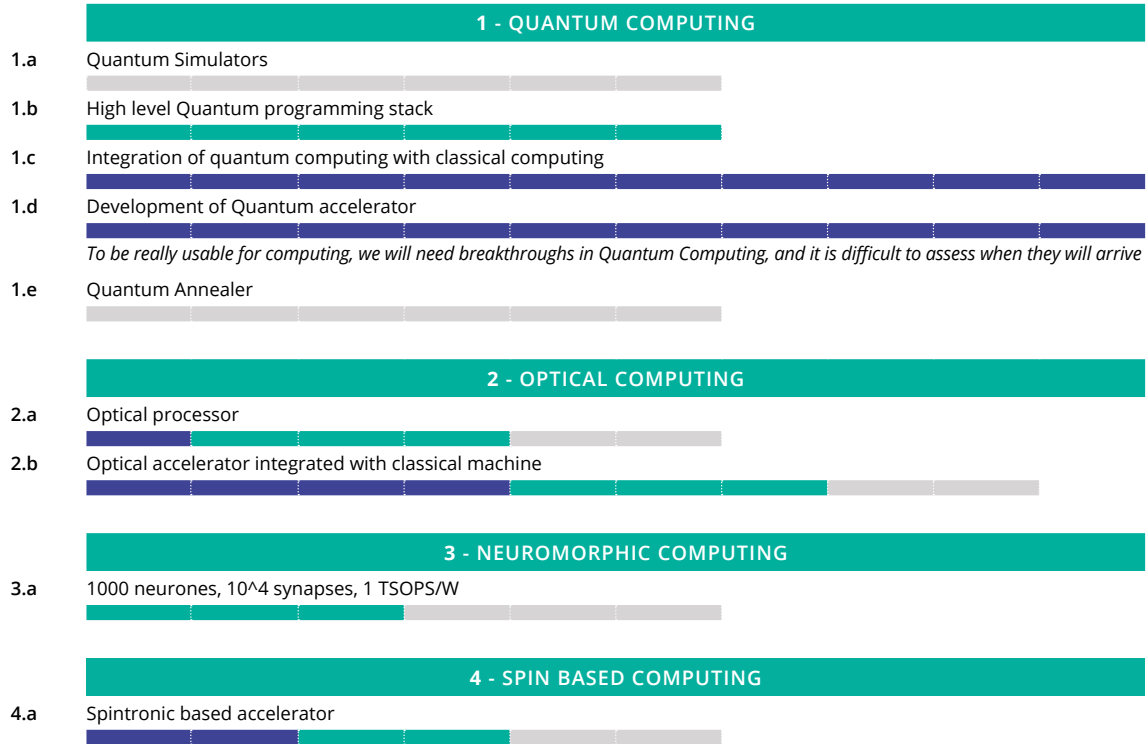 1 - QUANTUM COMPUTING
1.a Quantum Simulators
1.b High level Quantum programming stack
1.c Integration of quantum computing with classical computing
1.d Development of Quantum accelerator
To be really usable for computing, we will need breakthroughs in Quantum Computing, and it is difficult to assess when they will arrive
1.e Quantum Annealer
2 - OPTICAL COMPUTING
2.a Optical processor
2.b Optical accelerator integrated with classical machine
3 - NEUROMORPHIC COMPUTING
3.a 1000 neurones, 10^4 synapses, 1 TSOPS/W
4 - SPIN BASED COMPUTING
4.a Spintronic based accelerator